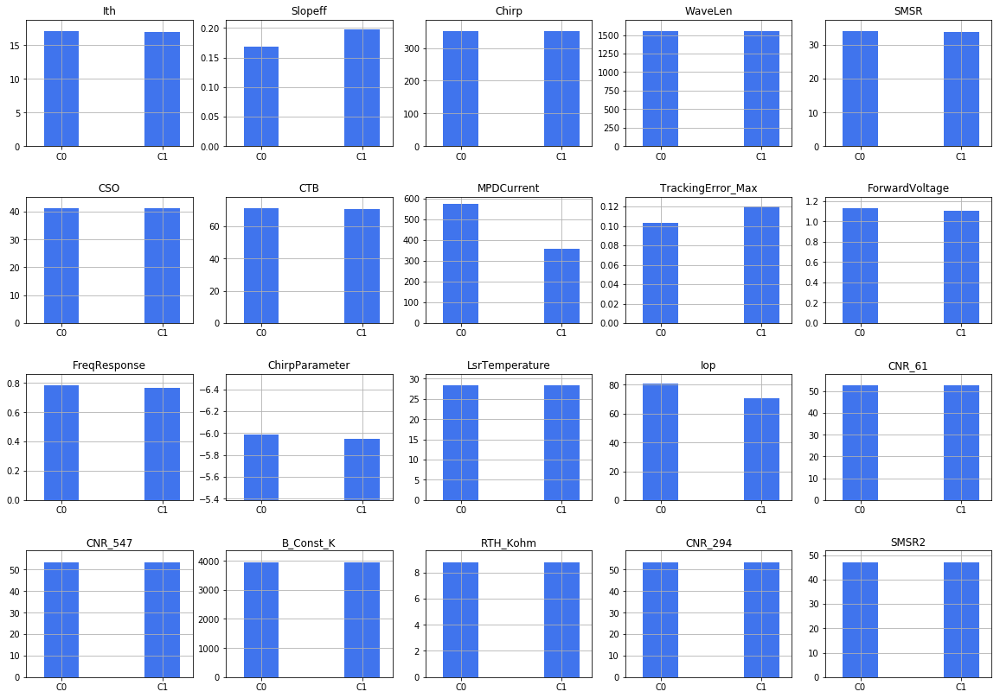 Ith
15
10
5
0
C0 C1
Slopeff
0.20
0.15
0.10
0.05
0.00
C0 C1
Chirp
300
200
100
0
C0 C1
WaveLen
1500
1250
1000
750
500
250
0
C0 C1
SMSR
30
20
10
0
C0 C1
CSO
40
30
20
10
0
C0 C1
CTB
60
40
20
0
C0 C1
MPDCurrent
600
500
400
300
200
100
0
C0 C1
TrackingError_Max
0.12
0.10
0.08
0.06
0.04
0.02
0.00
C0 C1
ForwardVoltage
1.2
1.0
0.8
0.6
0.4
0.2
0.0
C0 C1
FreqResponse
0.8
0.6
0.4
0.2
0.0
C0 C1
ChirpParameter
−6.4
−6.2
−6.0
−5.8
−5.6
−5.4
C0 C1
LsrTemperature
30
25
20
15
10
5
0
C0 C1
Iop
80
60
40
20
0
C0 C1
CNR_61
50
40
30
20
10
0
C0 C1
CNR_547
50
40
30
20
10
0
C0 C1
B_Const_K
4000
3000
2000
1000
0
C0 C1
RTH_Kohm
8
6
4
2
0
C0 C1
CNR_294
50
40
30
20
10
0
C0 C1
SMSR2
50
40
30
20
10
0
C0 C1